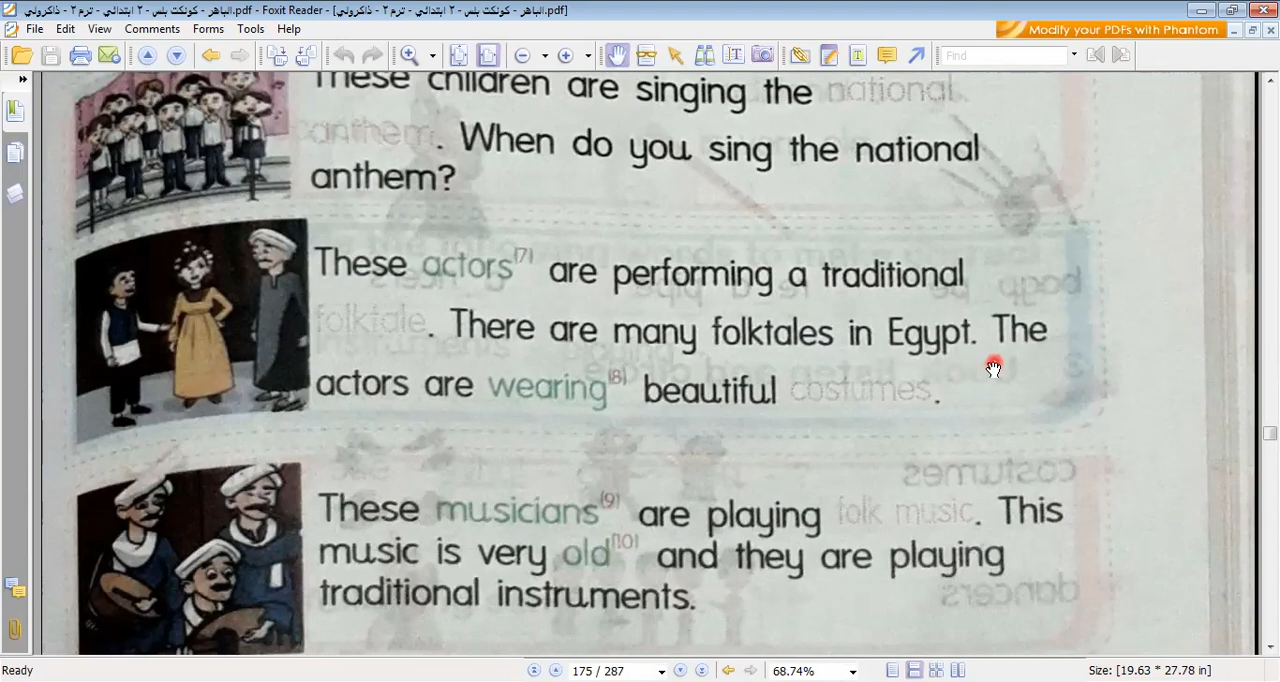 الباهر - كونكت بلس - ٢ ابتدائي - ترم ٢ - ذاكرولي.pdf - Foxit Reader - [الباهر - كونكت بلس - ٢ ابتدائي - ترم ٢ - ذاكرولي.pdf]
File Edit View Comments Forms Tools Help
Modify your PDFs with Phantom
Find
These children are singing the national
anthem. When do you sing the national
anthem?
These actors(7) are performing a traditional
folktale. There are many folktales in Egypt. The
actors are wearing(8) beautiful costumes.
These musicians(9) are playing folk music. This
music is very old(10) and they are playing
traditional instruments.
Ready
175 / 287
68.74%
Size: [19.63 * 27.78 in]